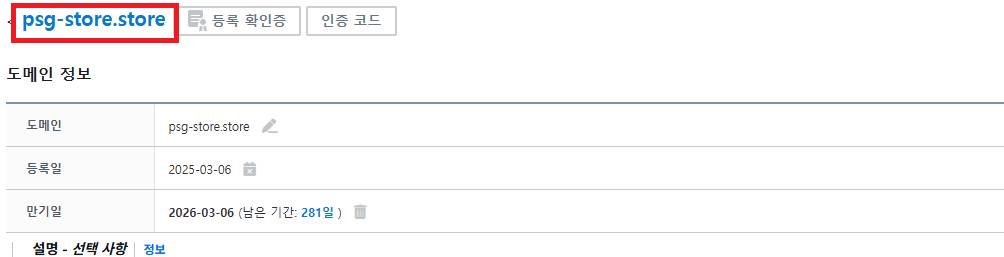 psg-store.store 등록 확인증 인증 코드
도메인 정보
도메인 psg-store.store
등록일 2025-03-06
만기일 2026-03-06 (남은 기간: 281일 )
설명 - 선택 사항 정보